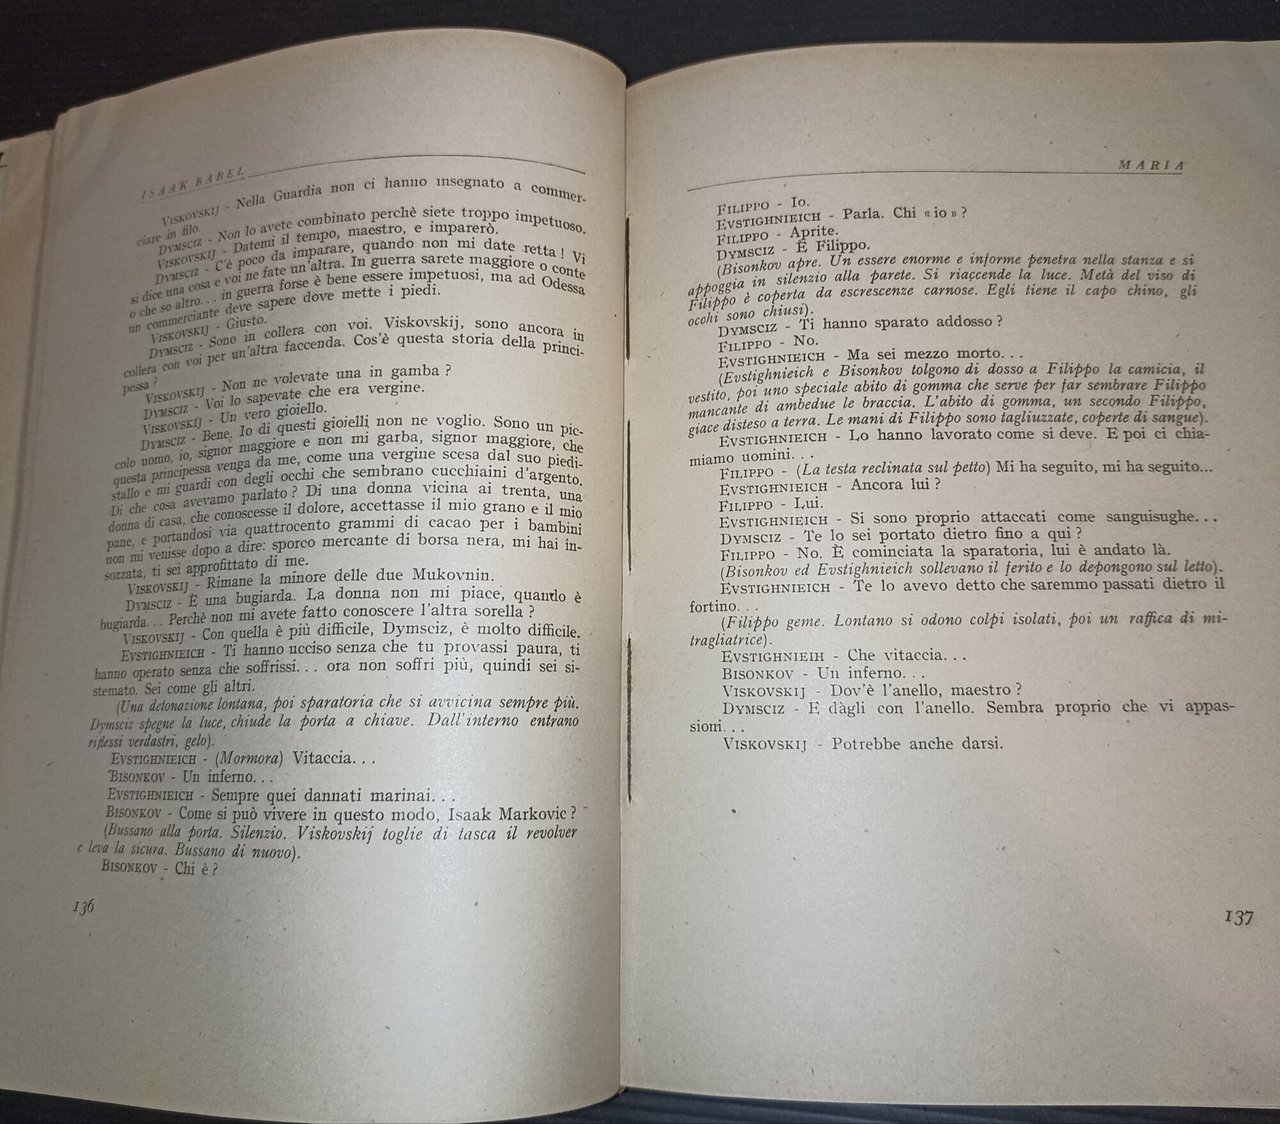 ISAAK BABEL
VISKOVSKIJ - Nella Guardia non ci hanno insegnato a commer-
ciare in filo.
DYMSCIZ - Non lo avete combinato perchè siete troppo impetuoso.
VISKOVSKIJ - Datemi il tempo, maestro, e imparerò.
DYMSCIZ - C'è poco da imparare, quando non mi date retta ! Vi
si dice una cosa e voi ne fate un'altra. In guerra sarete maggiore o conte
o che so altro... in guerra forse è bene essere impetuosi, ma ad Odessa
un commerciante deve sapere dove mette i piedi.
VISKOVSKIJ - Giusto.
DYMSCIZ - Sono in collera con voi. Viskovskij, sono ancora in
collera con voi per un'altra faccenda. Cos'è questa storia della princi-
pessa ?
VISKOVSKIJ - Non ne volevate una in gamba ?
DYMSCIZ - Voi lo sapevate che era vergine.
VISKOVSKIJ - Un vero gioiello.
DYMSCIZ - Bene. Io di questi gioielli non ne voglio. Sono un pic-
colo uomo, io, signor maggiore e non mi garba, signor maggiore, che
questa principessa venga da me, come una vergine scesa dal suo piedi-
stallo e mi guardi con degli occhi che sembrano cucchiaini d'argento.
Di che cosa avevamo parlato ? Di una donna vicina ai trenta, una
donna di casa, che conoscesse il dolore, accettasse il mio grano e il mio
pane, e portandosi via quattrocento grammi di cacao per i bambini
non mi venisse dopo a dire: sporco mercante di borsa nera, mi hai in-
sozzata, ti sei approfittato di me.
VISKOVSKIJ - Rimane la minore delle due Mukovnin.
DYMSCIZ - È una bugiarda. La donna non mi piace, quando è
bugiarda... Perchè non mi avete fatto conoscere l'altra sorella ?
VISKOVSKIJ - Con quella è più difficile, Dymsciz, è molto difficile.
EVSTIGHNIEICH - Ti hanno ucciso senza che tu provassi paura, ti
hanno operato senza che soffrissi... ora non soffri più, quindi sei si-
stemato. Sei come gli altri.
(Una detonazione lontana, poi sparatoria che si avvicina sempre più.
Dymsciz spegne la luce, chiude la porta a chiave. Dall'interno entrano
riflessi verdastri, gelo).
EVSTIGHNIEICH - (Mormora) Vitaccia...
BISONKOV - Un inferno...
EVSTIGHNIEICH - Sempre quei dannati marinai...
BISONKOV - Come si può vivere in questo modo, Isaak Markovic ?
(Bussano alla porta. Silenzio. Viskovskij toglie di tasca il revolver
e leva la sicura. Bussano di nuovo).
BISONKOV - Chi è ?
136
MARIA
FILIPPO - Io.
EVSTIGHNIEICH - Parla. Chi « io » ?
FILIPPO - Aprite.
DYMSCIZ - È Filippo.
(Bisonkov apre. Un essere enorme e informe penetra nella stanza e si
appoggia in silenzio alla parete. Si riaccende la luce. Metà del viso di
Filippo è coperta da escrescenze carnose. Egli tiene il capo chino, gli
occhi sono chiusi).
DYMSCIZ - Ti hanno sparato addosso ?
FILIPPO - No.
EVSTIGHNIEICH - Ma sei mezzo morto...
(Evstighnieich e Bisonkov tolgono di dosso a Filippo la camicia, il
vestito, poi uno speciale abito di gomma che serve per far sembrare Filippo
mancante di ambedue le braccia. L'abito di gomma, un secondo Filippo,
giace disteso a terra. Le mani di Filippo sono tagliuzzate, coperte di sangue).
EVSTIGHNIEICH - Lo hanno lavorato come si deve. E poi ci chia-
miamo uomini...
FILIPPO - (La testa reclinata sul petto) Mi ha seguito, mi ha seguito...
EVSTIGHNIEICH - Ancora lui ?
FILIPPO - Lui.
EVSTIGHNIEICH - Si sono proprio attaccati come sanguisughe...
DYMSCIZ - Te lo sei portato dietro fino a qui ?
FILIPPO - No. È cominciata la sparatoria, lui è andato là.
(Bisonkov ed Evstighnieich sollevano il ferito e lo depongono sul letto).
EVSTIGHNIEICH - Te lo avevo detto che saremmo passati dietro il
fortino...
(Filippo geme. Lontano si odono colpi isolati, poi un raffica di mi-
tragliatrice).
EVSTIGHNIEIH - Che vitaccia...
BISONKOV - Un inferno...
VISKOVSKIJ - Dov'è l'anello, maestro ?
DYMSCIZ - E dàgli con l'anello. Sembra proprio che vi appas-
sioni...
VISKOVSKIJ - Potrebbe anche darsi.
137